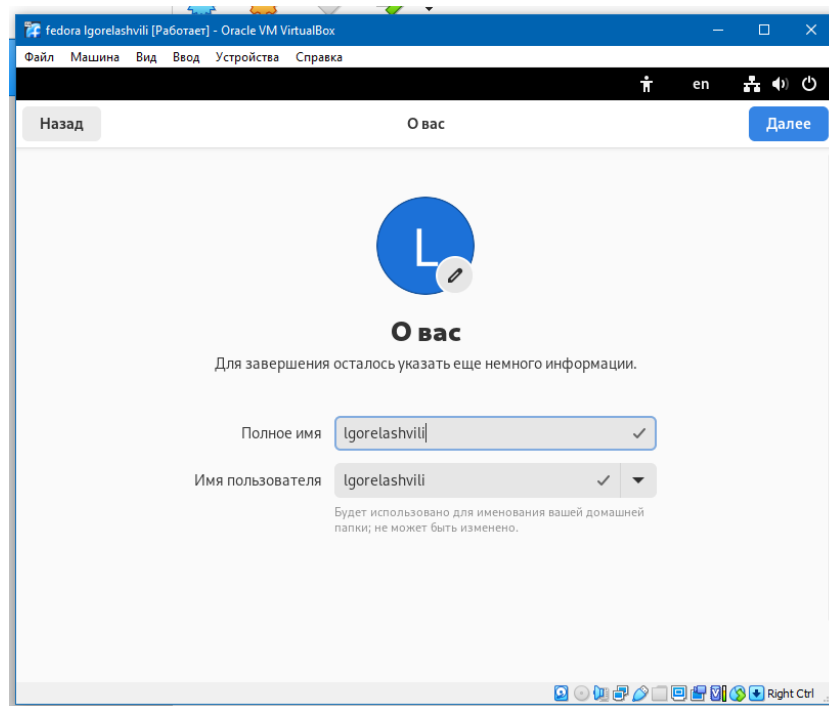 fedora lgorelashvili [Работает] - Oracle VM VirtualBox
Файл Машина Вид Ввод Устройства Справка
en
Назад
О вас
Далее
L
О вас
Для завершения осталось указать еще немного информации.
Полное имя
lgorelashvili
Имя пользователя
lgorelashvili
Будет использовано для именования вашей домашней
папки; не может быть изменено.
Right Ctrl